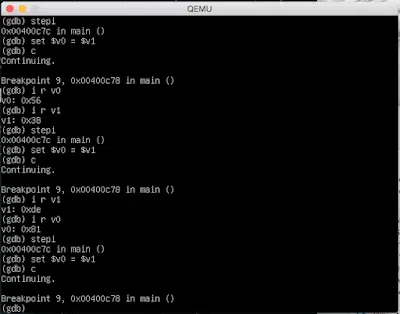 QEMU
(gdb) stepi
0x00400c7c in main ()
(gdb) set $v0 = $v1
(gdb) c
Continuing.
Breakpoint 9, 0x00400c78 in main ()
(gdb) i r v0
v0: 0x56
(gdb) i r v1
v1: 0x38
(gdb) stepi
0x00400c7c in main ()
(gdb) set $v0 = $v1
(gdb) c
Continuing.
Breakpoint 9, 0x00400c78 in main ()
(gdb) i r v1
v1: 0xde
(gdb) i r v0
v0: 0x81
(gdb) stepi
0x00400c7c in main ()
(gdb) set $v0 = $v1
(gdb) c
Continuing.
Breakpoint 9, 0x00400c78 in main ()
(gdb)